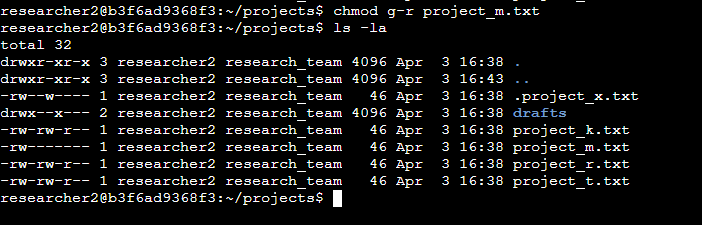 researcher2@b3f6ad9368f3:~/projects$ chmod g-r project_m.txt
researcher2@b3f6ad9368f3:~/projects$ ls -la
total 32
drwxr-xr-x 3 researcher2 research_team 4096 Apr  3 16:38 .
drwxr-xr-x 3 researcher2 research_team 4096 Apr  3 16:43 ..
-rw--w---- 1 researcher2 research_team   46 Apr  3 16:38 .project_x.txt
drwx--x--- 2 researcher2 research_team 4096 Apr  3 16:38 drafts
-rw-rw-r-- 1 researcher2 research_team   46 Apr  3 16:38 project_k.txt
-rw------- 1 researcher2 research_team   46 Apr  3 16:38 project_m.txt
-rw-rw-r-- 1 researcher2 research_team   46 Apr  3 16:38 project_r.txt
-rw-rw-r-- 1 researcher2 research_team   46 Apr  3 16:38 project_t.txt
researcher2@b3f6ad9368f3:~/projects$